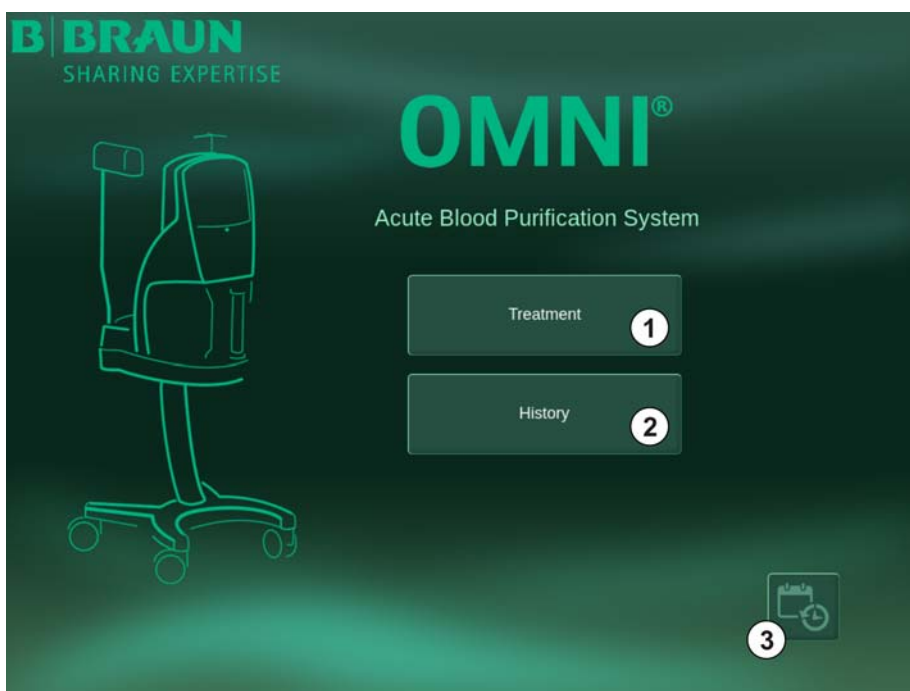 B BRAUN
SHARING EXPERTISE
OMNI®
Acute Blood Purification System
Treatment
1
History
2
3